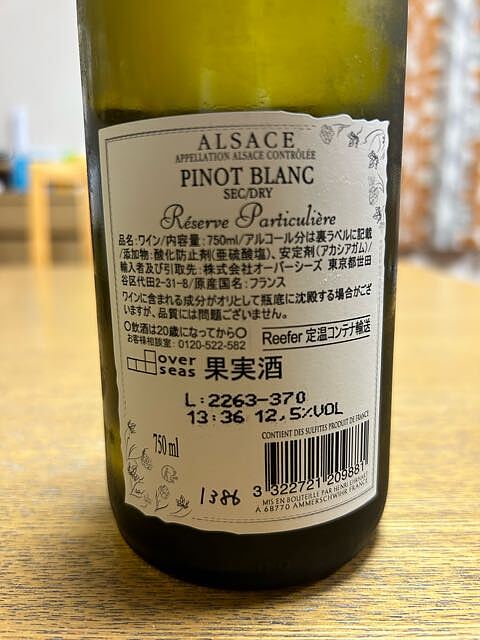 ALSACE
APPELLATION ALSACE CONTRÔLÉE
PINOT BLANC
SEC/DRY
Réserve Particulière
品名:ワイン/内容量:750ml/アルコール分は裏ラベルに記載
/添加物:酸化防止剤(亜硫酸塩)、安定剤(アカシアガム)/
輸入者及び引取先:株式会社オーバーシーズ 東京都世田
谷区代田2-31-8/原産国名:フランス
ワインに含まれる成分がオリとして瓶底に沈殿する場合がござ
いますが、品質には問題ございません。
〇飲酒は20歳になってから〇
お客様相談室:0120-522-582
Reefer 定温コンテナ輸送
over
seas 果実酒
L:2263-370
13:36 12.5%VOL
CONTIENT DES SULFITES PRODUIT DE FRANCE
750 ml
1386
3 322721 209881
MIS EN BOUTEILLE PAR HENRI EHRHART
A 68770 AMMERSCHWIHR FRANCE